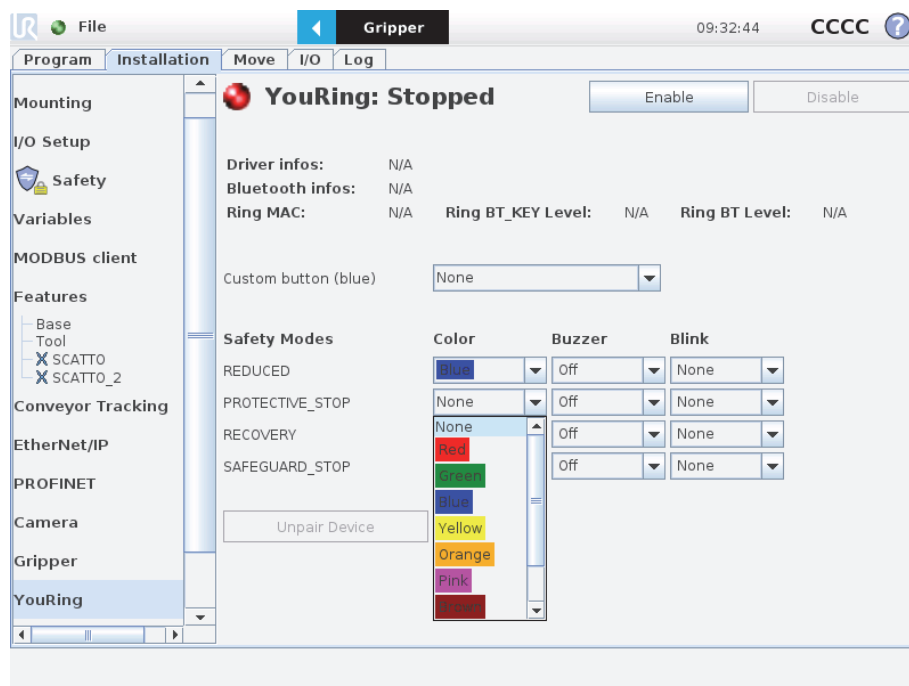 UR File Gripper 09:32:44 CCCC ?
Program Installation Move I/O Log
Mounting
I/O Setup
Safety
Variables
MODBUS client
Features
Base
Tool
SCATTO
SCATTO_2
Conveyor Tracking
EtherNet/IP
PROFINET
Camera
Gripper
YouRing
YouRing: Stopped Enable Disable
Driver infos: N/A
Bluetooth infos: N/A
Ring MAC: N/A Ring BT_KEY Level: N/A Ring BT Level: N/A
Custom button (blue) None
Safety Modes Color Buzzer Blink
REDUCED Blue Off None
PROTECTIVE_STOP None Off None
RECOVERY Off None
SAFEGUARD_STOP Off None
None
Red
Green
Blue
Yellow
Orange
Pink
Brown
Unpair Device